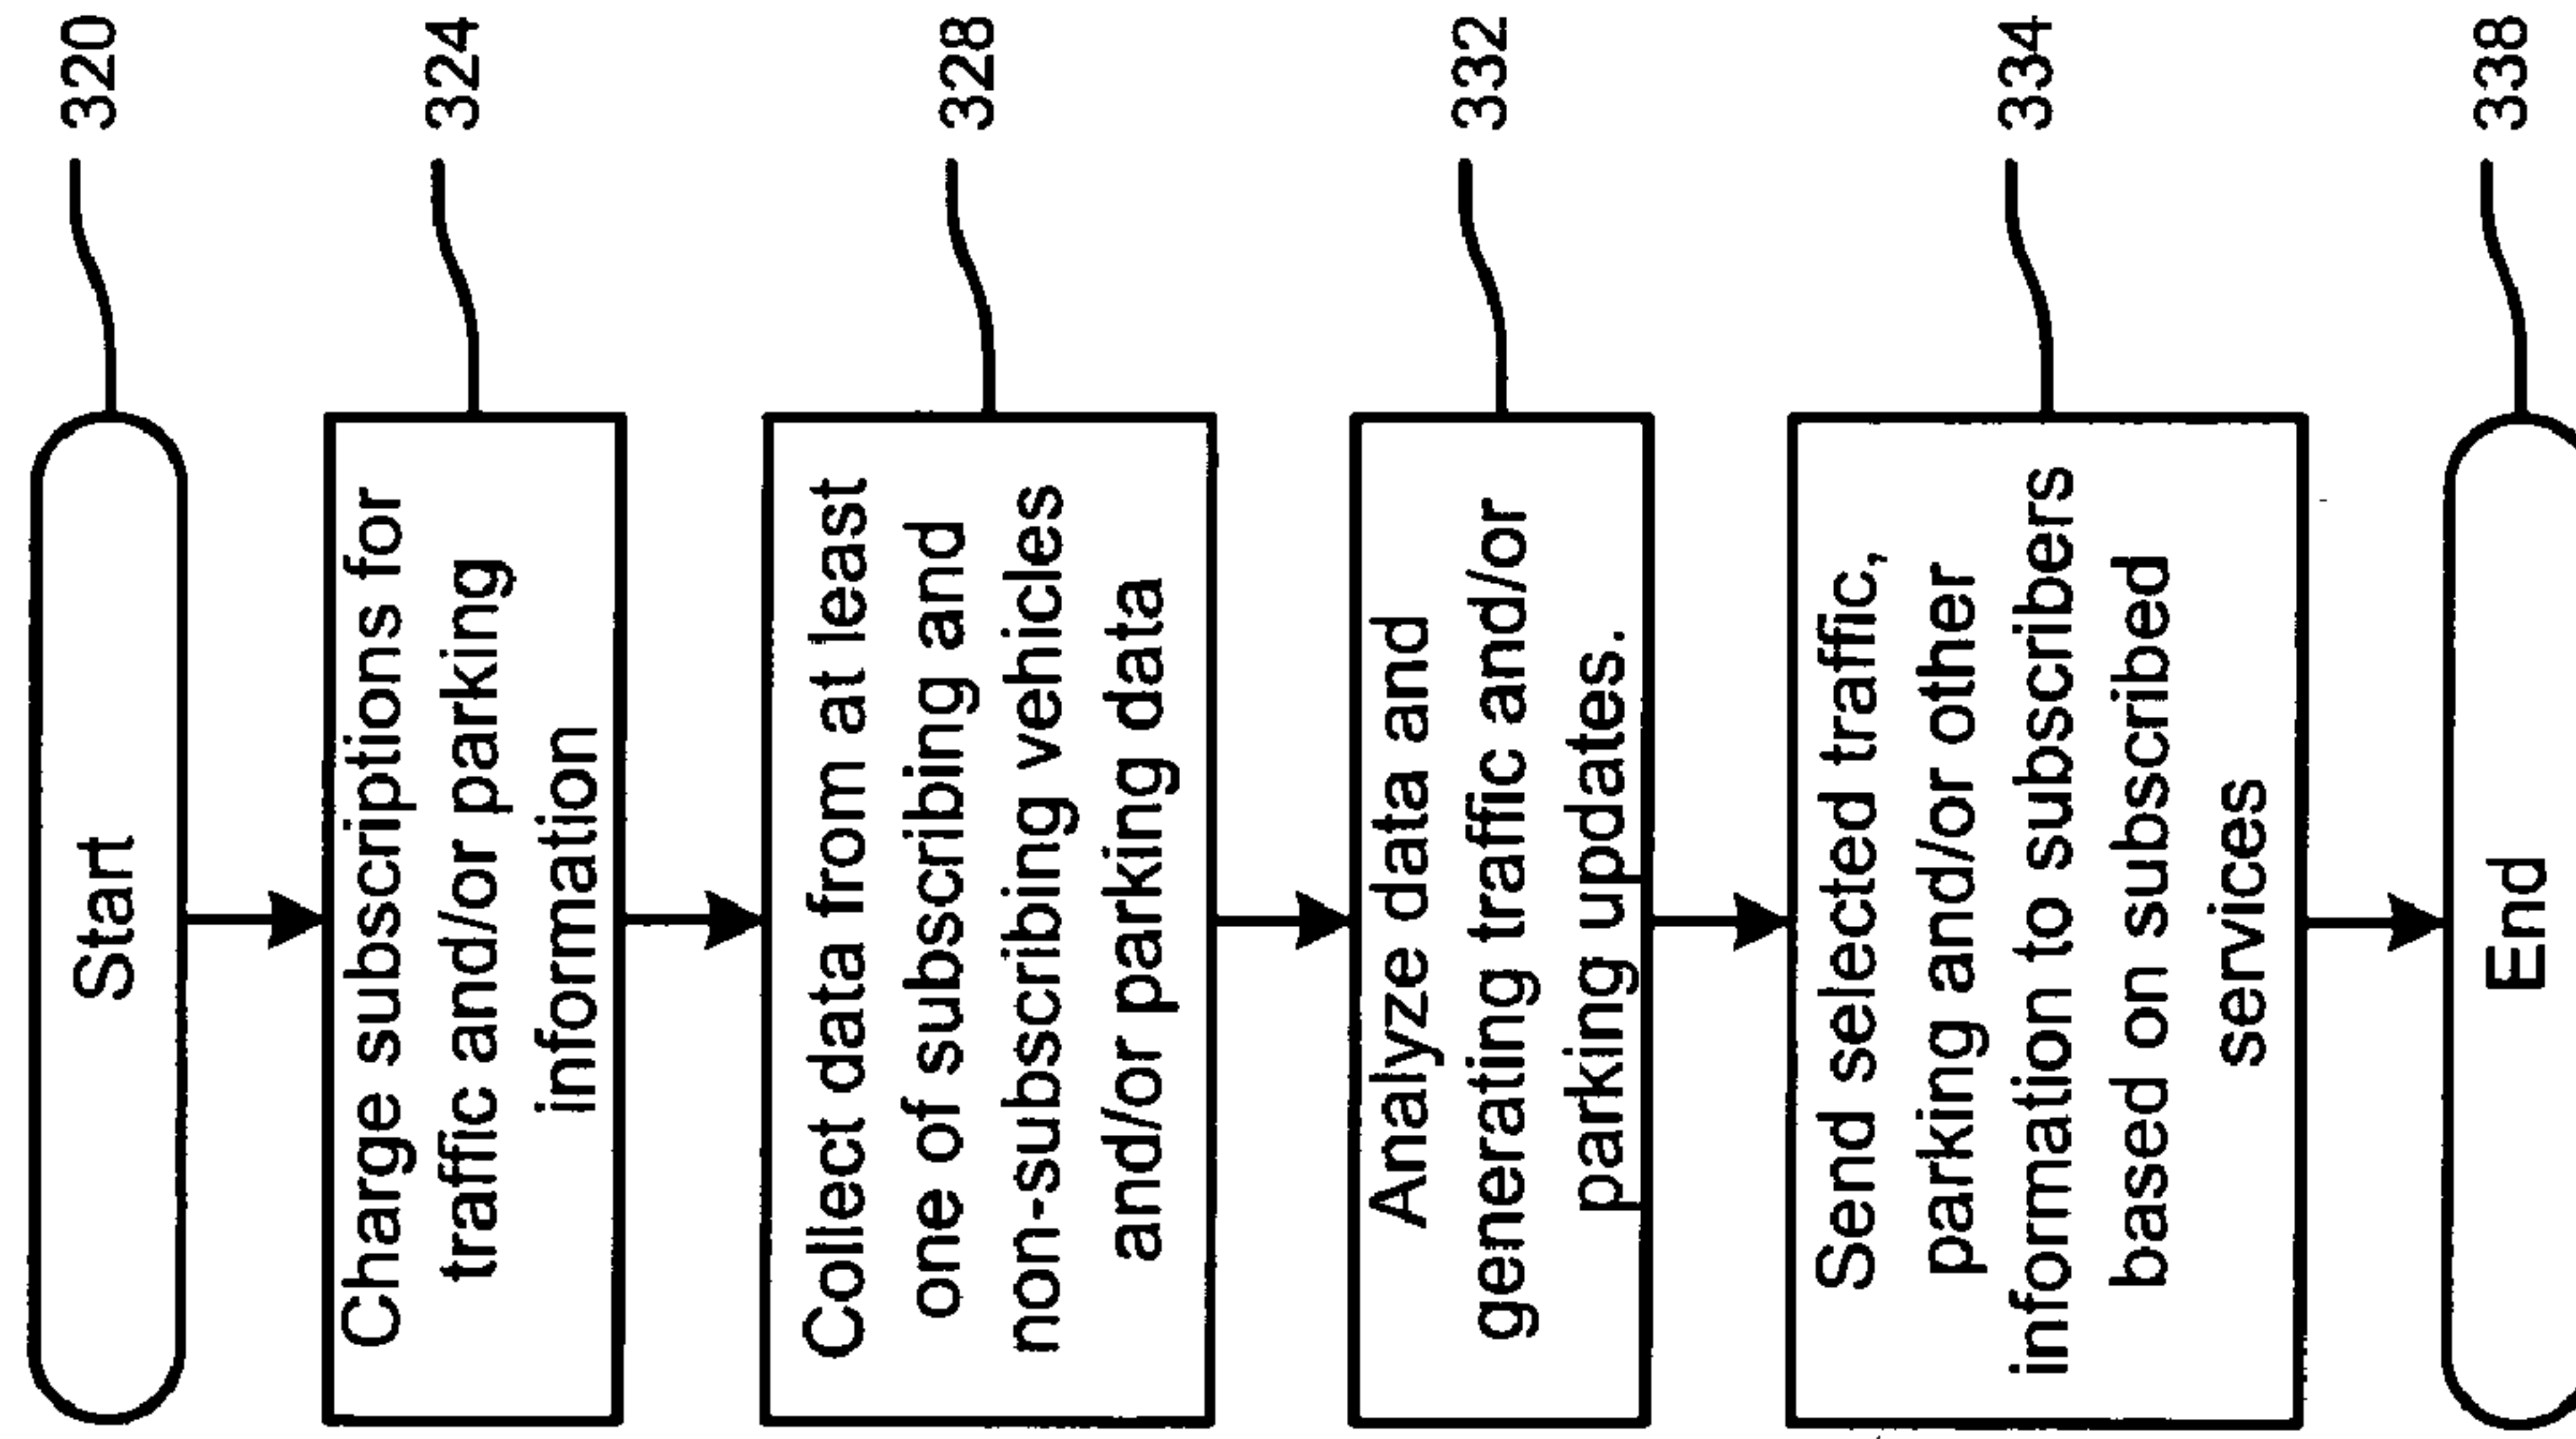 Start
320
Charge subscriptions for
traffic and/or parking
information
324
Collect data from at least
one of subscribing and
non-subscribing vehicles
and/or parking data
328
Analyze data and
generating traffic and/or
parking updates.
332
Send selected traffic,
parking and/or other
information to subscribers
based on subscribed
services
334
End
338